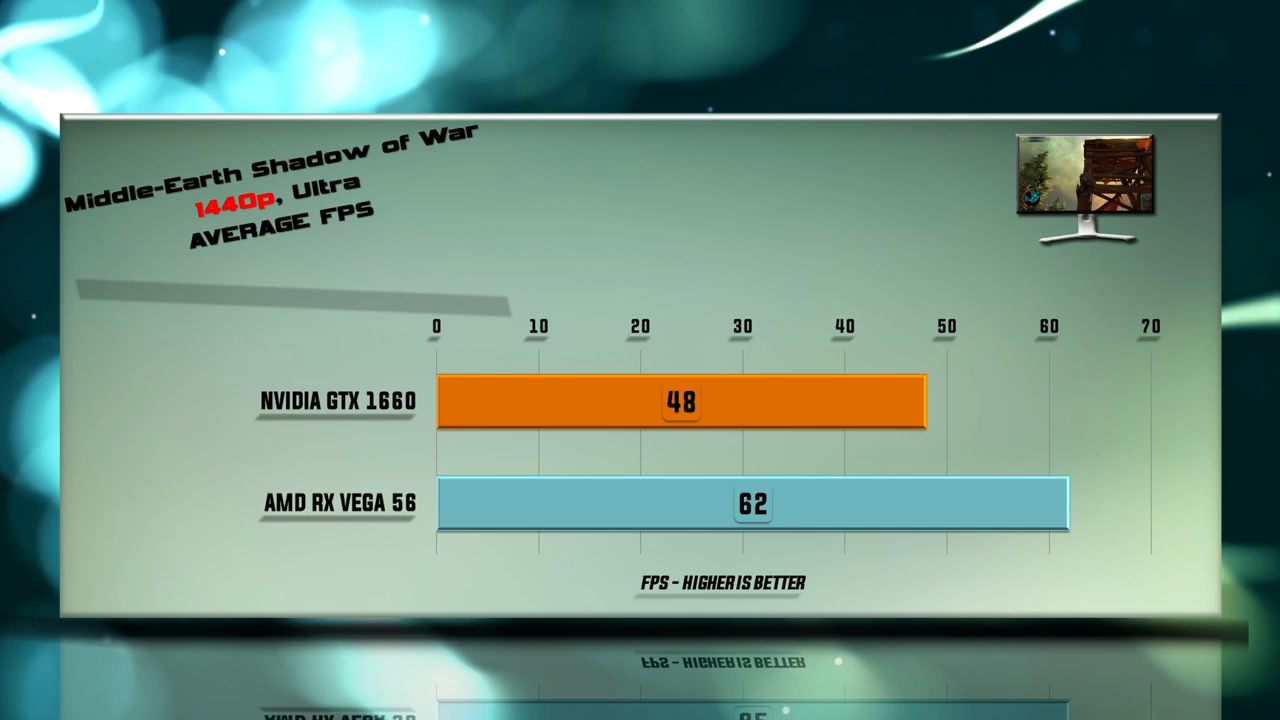 Middle-Earth Shadow of War
1440p, Ultra
AVERAGE FPS
0 10 20 30 40 50 60 70
NVIDIA GTX 1660 48
AMD RX VEGA 56 62
FPS - HIGHER IS BETTER